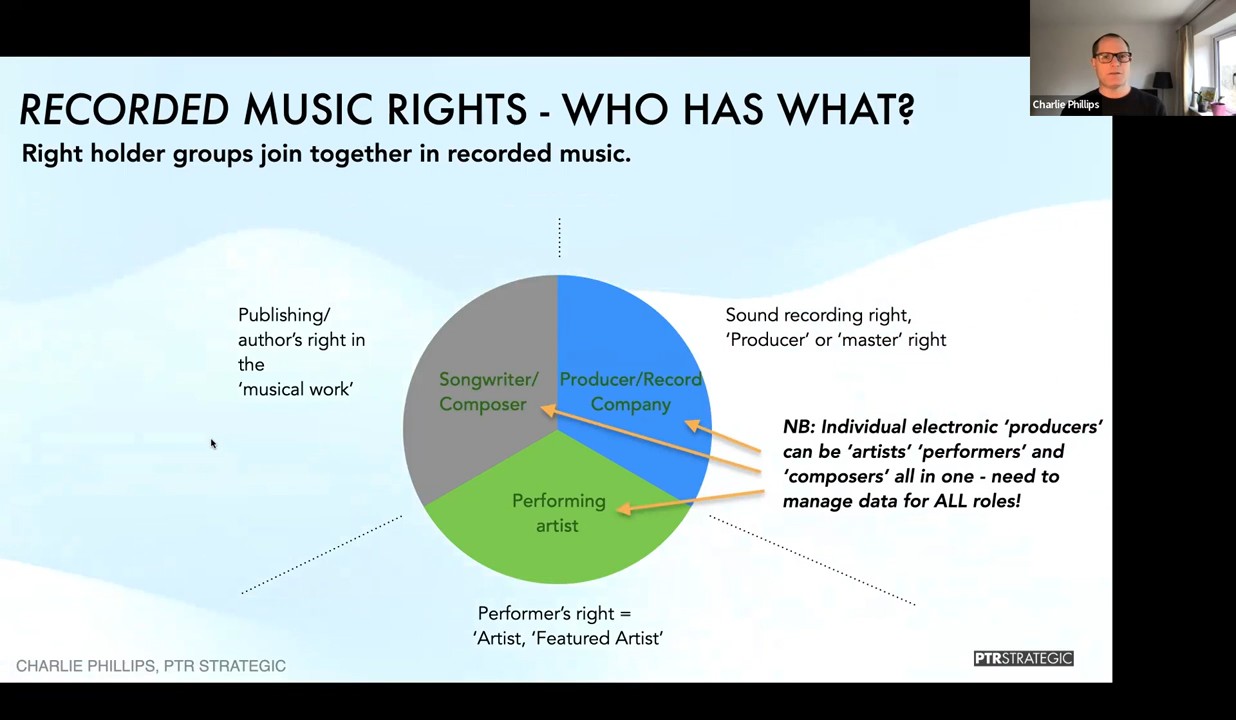 Charlie Phillips
RECORDED MUSIC RIGHTS - WHO HAS WHAT?
Right holder groups join together in recorded music.
Publishing/
author’s right in
the
‘musical work’
Sound recording right,
‘Producer’ or ‘master’ right
Songwriter/
Composer
Producer/Record
Company
NB: Individual electronic ‘producers’
can be ‘artists’ ‘performers’ and
‘composers’ all in one - need to
manage data for ALL roles!
Performing
artist
Performer’s right =
‘Artist, ‘Featured Artist’
CHARLIE PHILLIPS, PTR STRATEGIC
PTRSTRATEGIC